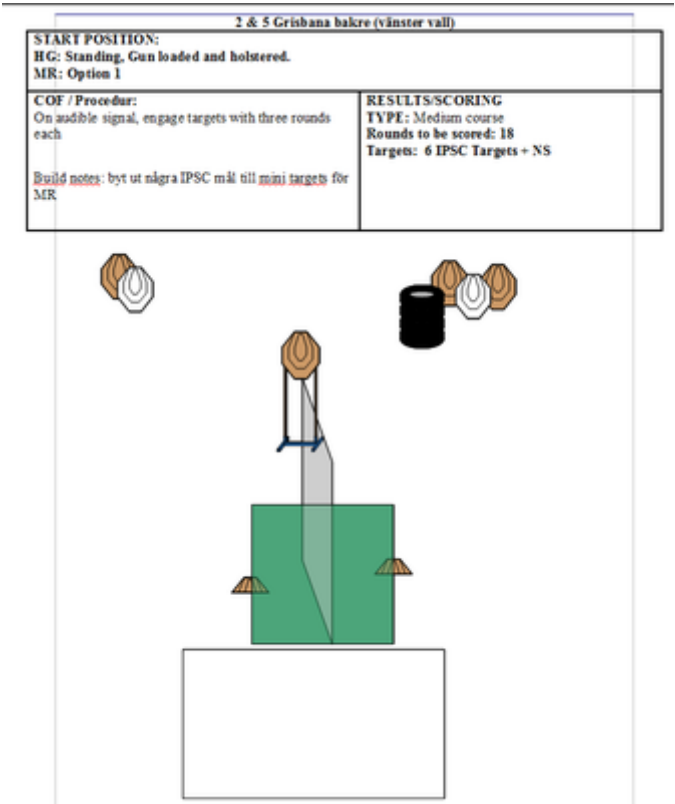 2 & 5 Grisbana bakre (vänster vall)
START POSITION:
HG: Standing, Gun loaded and holstered.
MR: Option 1
COF / Procedur:
On audible signal, engage targets with three rounds
each
Build notes: byt ut några IPSC mål till mini targets för
MR
RESULTS/SCORING
TYPE: Medium course
Rounds to be scored: 18
Targets: 6 IPSC Targets + NS